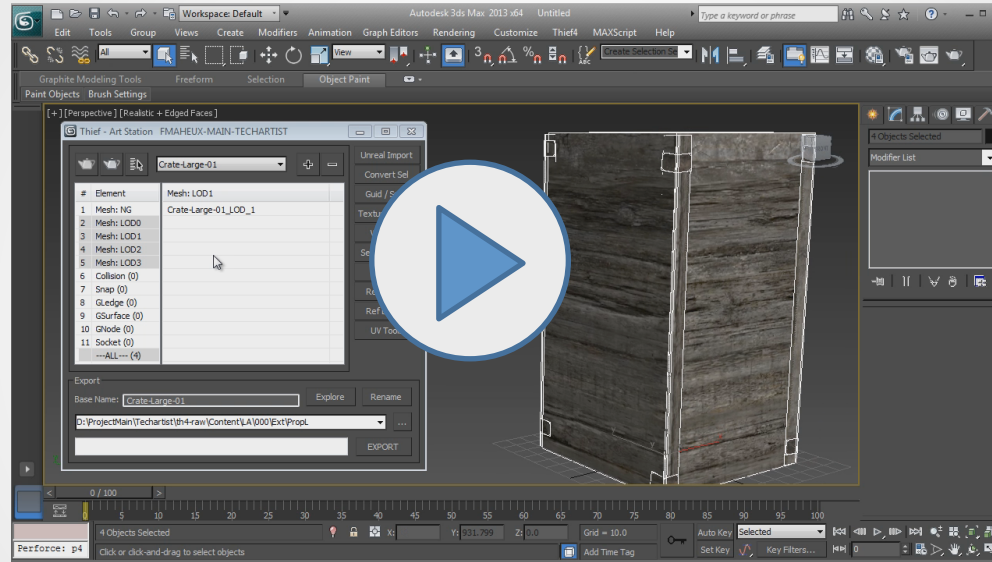 Workspace: Default
Autodesk 3ds Max 2013 x64 Untitled
Type a keyword or phrase
Edit Tools Group Views Create Modifiers Animation Graph Editors Rendering Customize Thief4 MAXScript Help
All
View
Create Selection Se
Graphite Modeling Tools Freeform Selection Object Paint
Paint Objects Brush Settings
[+] [Perspective] [Realistic + Edged Faces]
Thief - Art Station FMAHEUX-MAIN-TECHARTIST
4 Objects Selected
Modifier List
Crate-Large-01
Unreal Import
Convert Sel
Guid /
# Element Mesh: LOD1
1 Mesh: NG Crate-Large-01_LOD_1
2 Mesh: LOD0
3 Mesh: LOD1
4 Mesh: LOD2
5 Mesh: LOD3
6 Collision (0)
7 Snap (0)
8 GLedge (0)
9 GSurface (0)
10 GNode (0)
11 Socket (0)
---ALL--- (4)
Export
Base Name: Crate-Large-01 Explore Rename
D:\ProjectMain\Techartist\th4-raw\Content\LA\000\Ext\PropL ...
EXPORT
0 / 100
0 5 10 15 20 25 30 35 40 45 50 55 60 65 70 75 80 85 90 95 100
4 Objects Selected X: Y: 931.799 Z: 0.0 Grid = 10.0 Auto Key Selected
Perforce: p4 Click or click-and-drag to select objects Add Time Tag Set Key Key Filters... 0